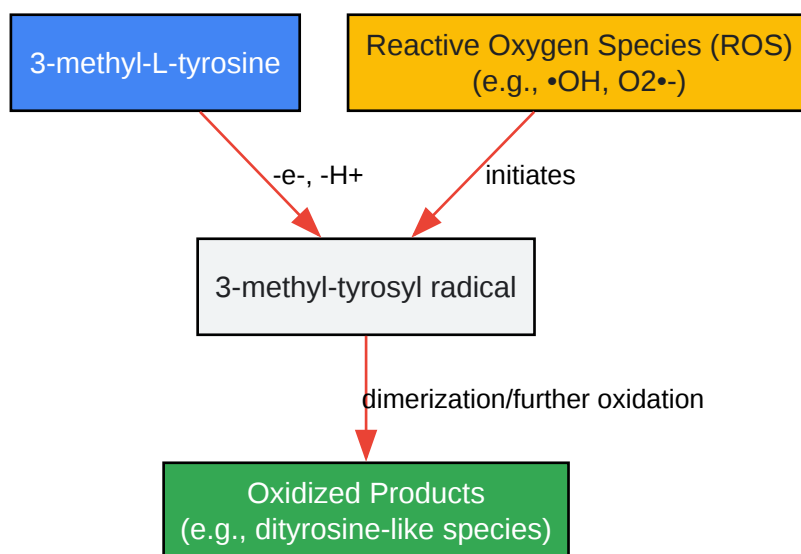 3-methyl-L-tyrosine
Reactive Oxygen Species (ROS)
(e.g., •OH, O2•-)
-e-, -H+
initiates
3-methyl-tyrosyl radical
dimerization/further oxidation
Oxidized Products
(e.g., dityrosine-like species)